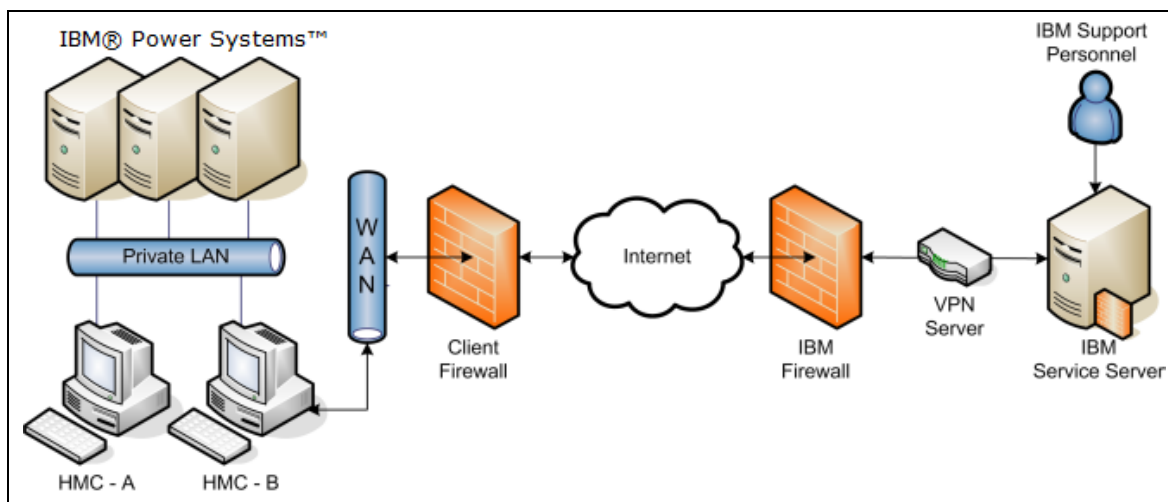 IBM® Power Systems™
IBM Support
Personnel
Private LAN
WAN
Client
Firewall
Internet
IBM
Firewall
VPN
Server
IBM
Service Server
HMC - A
HMC - B